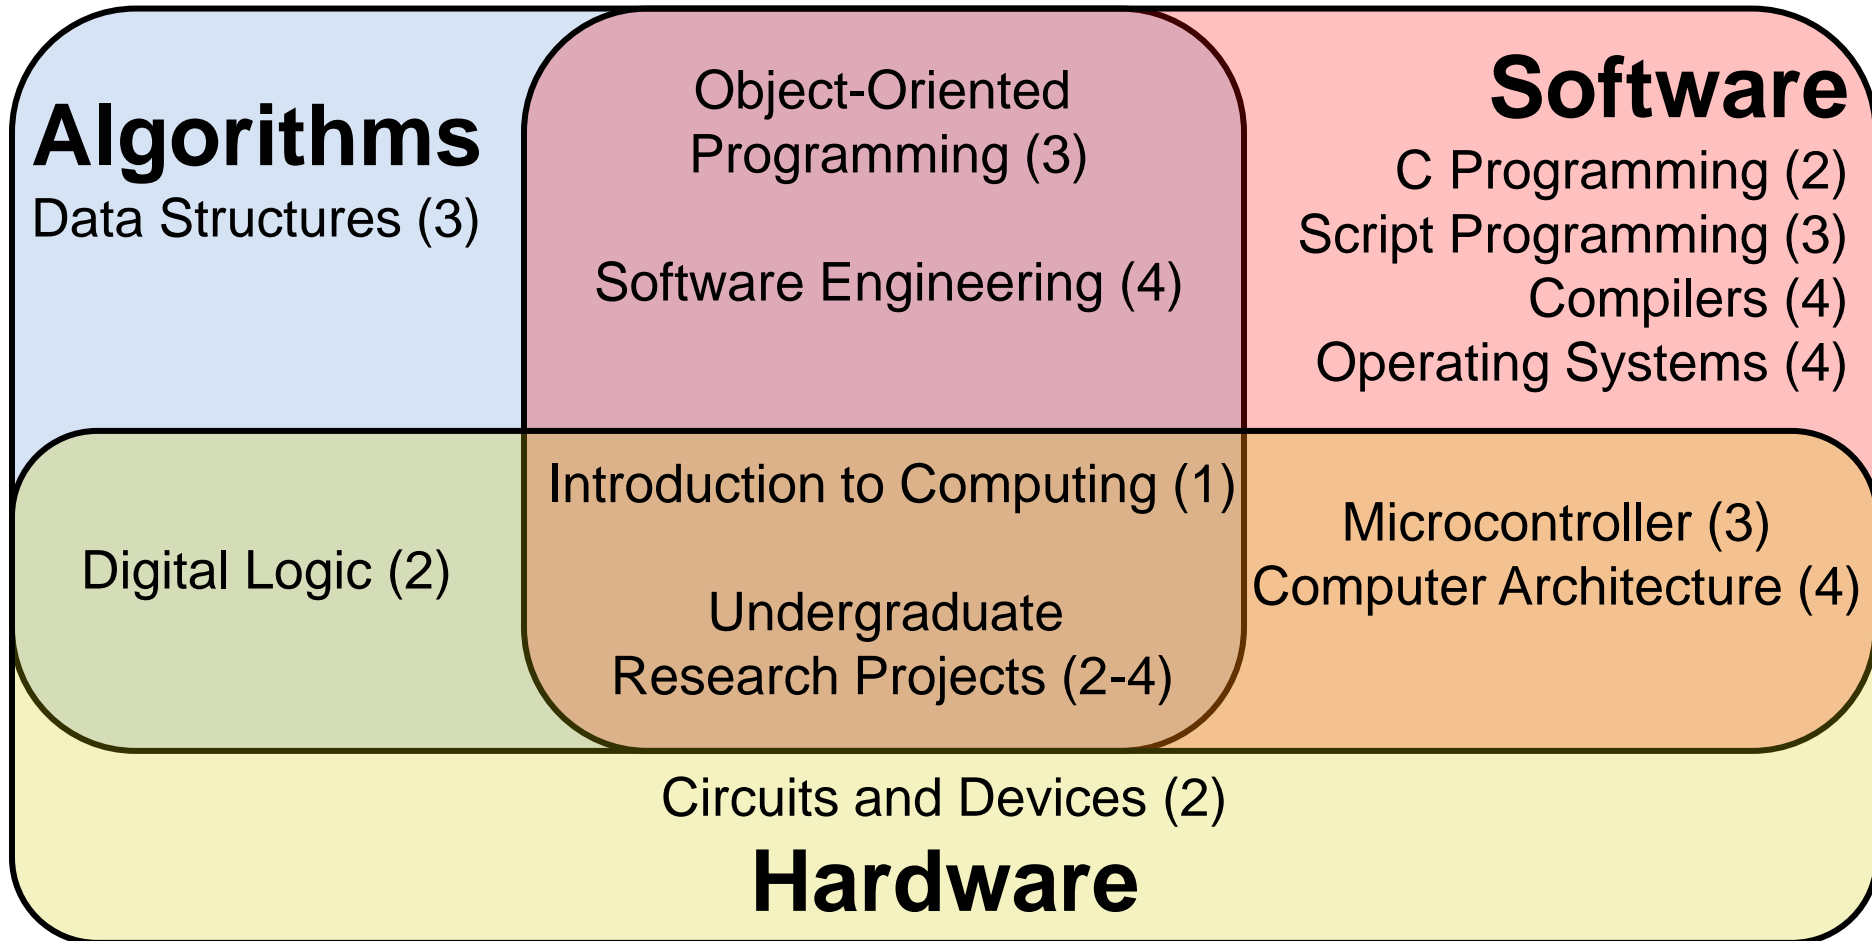 Algorithms
Data Structures (3)
Object-Oriented
Programming (3)
Software Engineering (4)
Software
C Programming (2)
Script Programming (3)
Compilers (4)
Operating Systems (4)
Digital Logic (2)
Introduction to Computing (1)
Undergraduate
Research Projects (2-4)
Microcontroller (3)
Computer Architecture (4)
Circuits and Devices (2)
Hardware